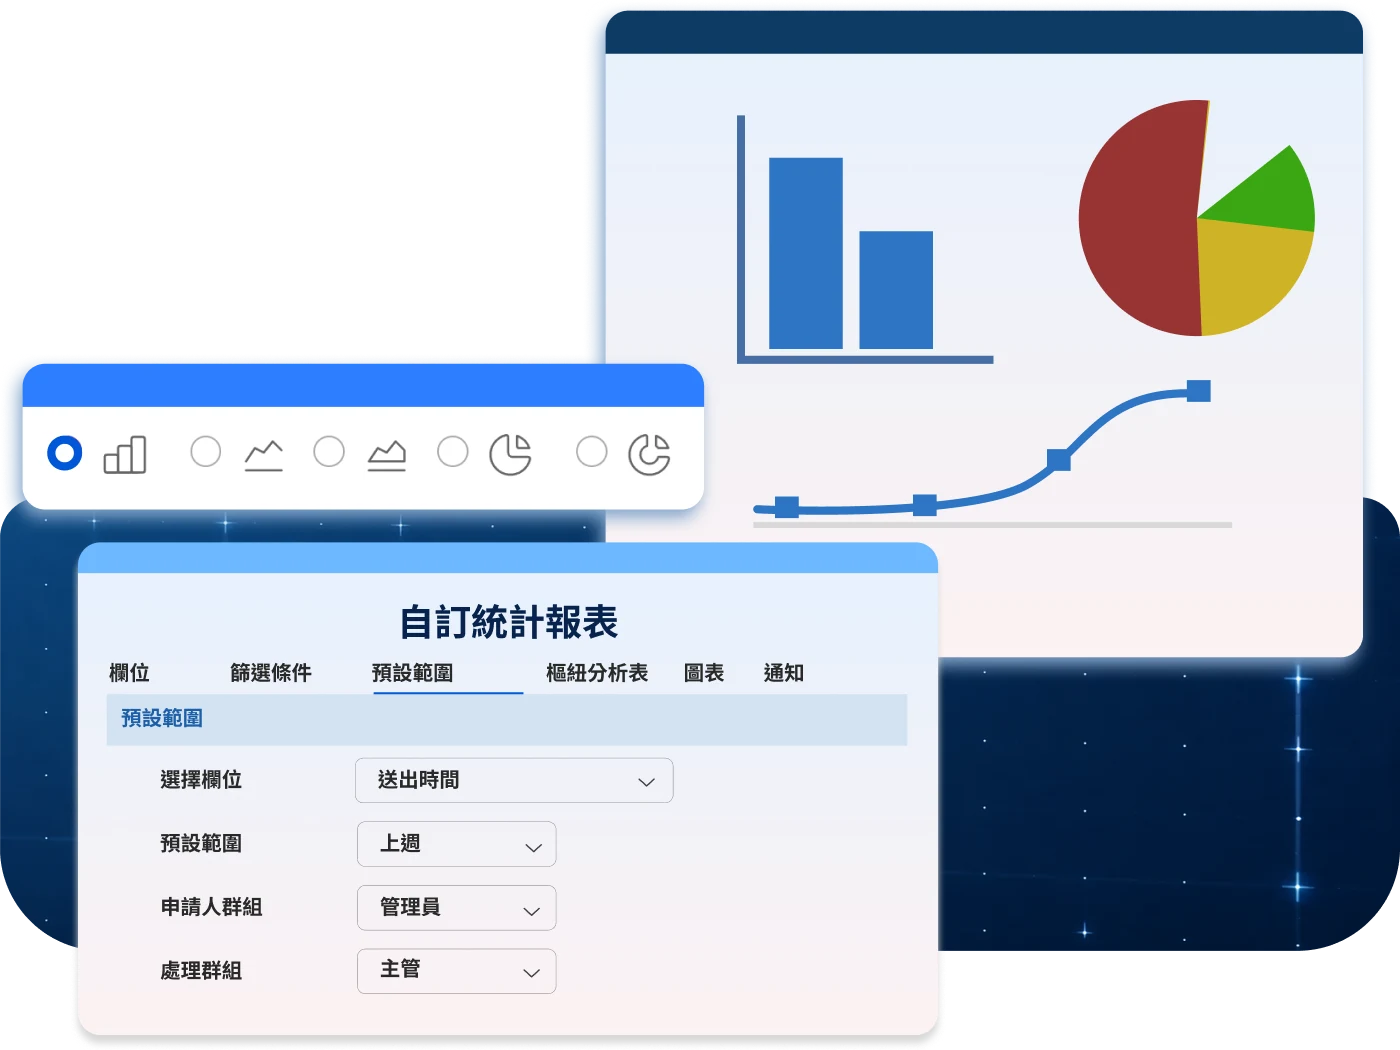 自訂統計報表
欄位 篩選條件 預設範圍 樞紐分析表 圖表 通知
預設範圍
選擇欄位 送出時間
預設範圍 上週
申請人群組 管理員
處理群組 主管